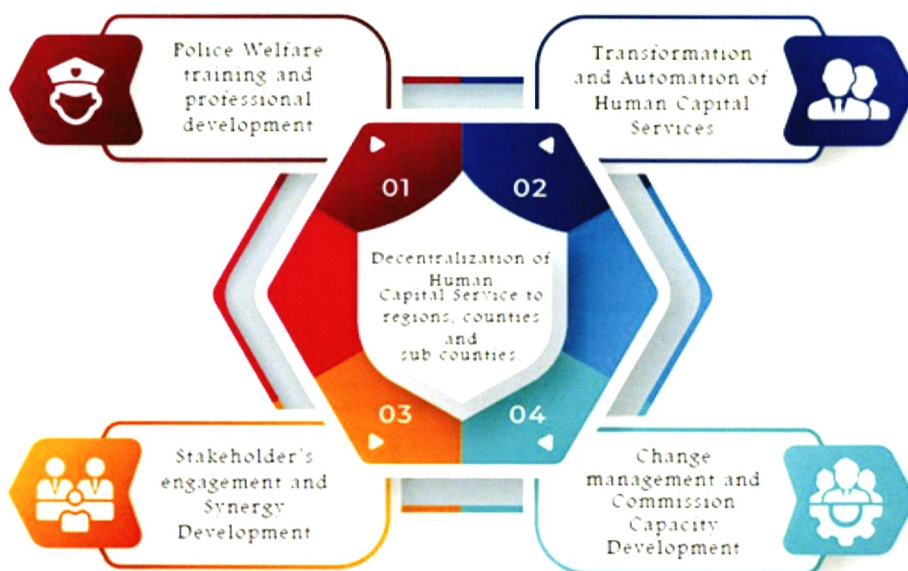 Police Welfare
training and
professional
development
Transformation
and Automation of
Human Capital
Services
01
02
Decentralization of
Human
Capital Service to
regions, counties
and
sub counties.
03
04
Stakeholder's
engagement and
Synergy
Development
Change
management and
Commission
Capacity
Development